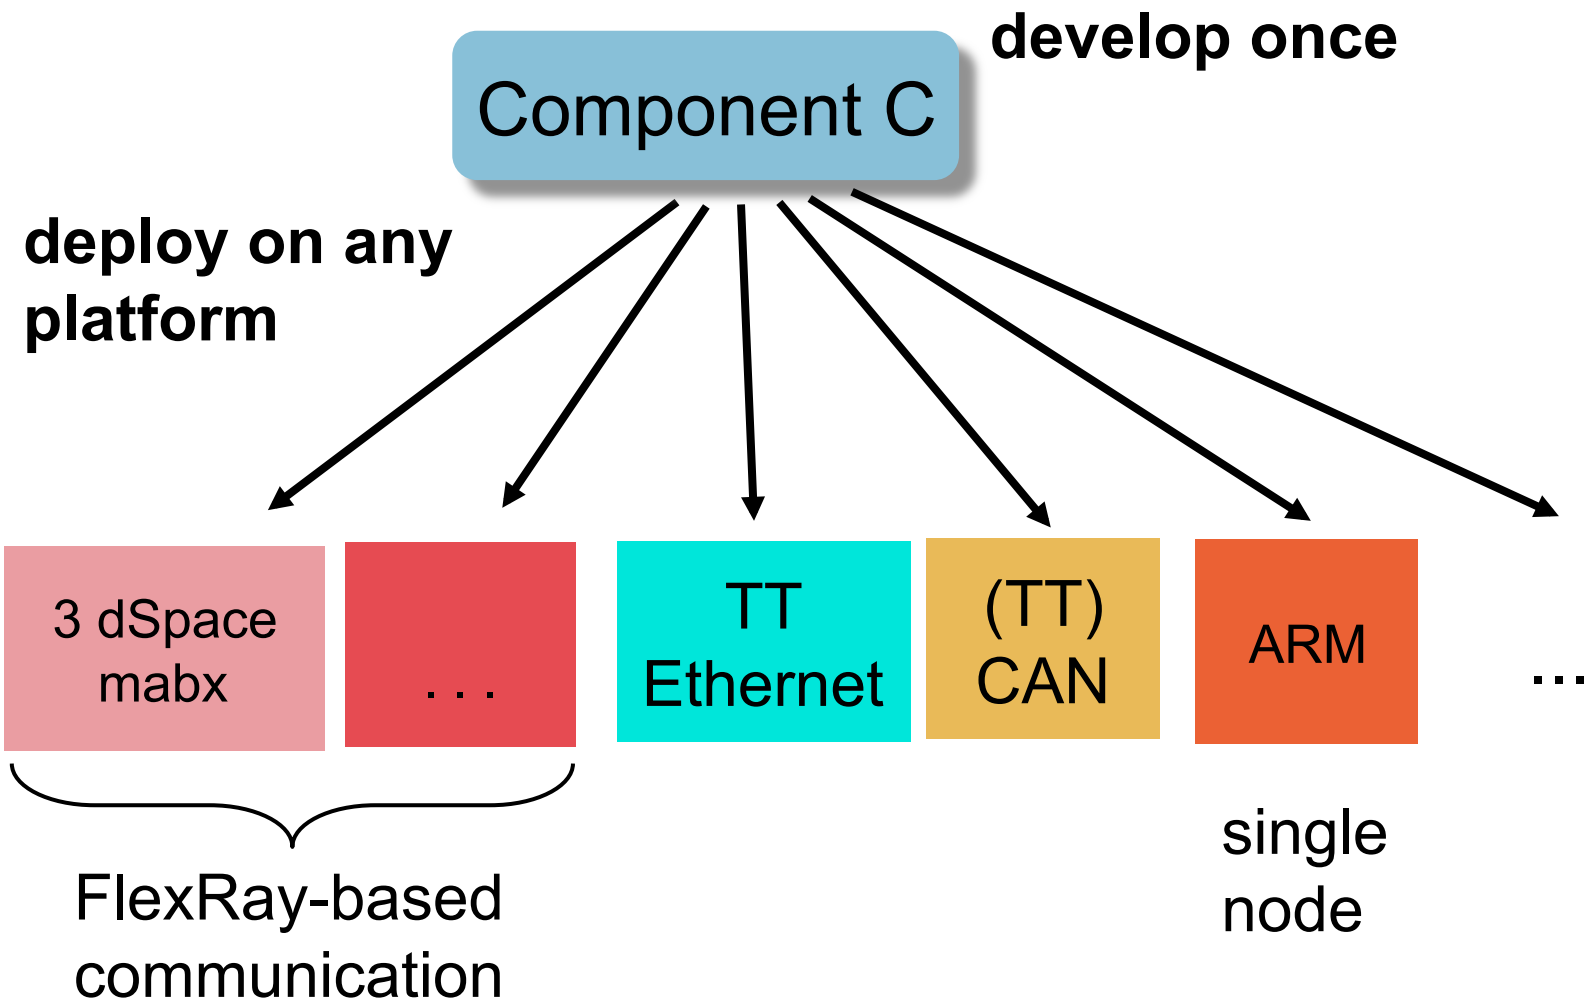 develop once
Component C
deploy on any
platform
3 dSpace
mabx
. . .
TT
Ethernet
(TT)
CAN
ARM
...
FlexRay-based
communication
single
node